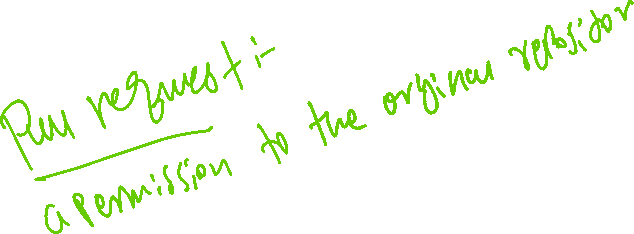 Pull request :-
a permission to the orginal repositor